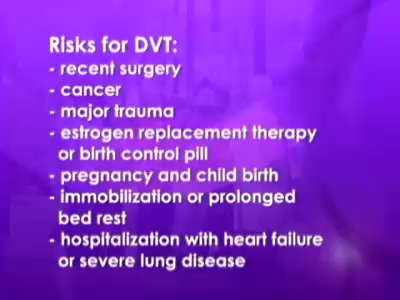 Risks for DVT:
- recent surgery
- cancer
- major trauma
- estrogen replacement therapy
or birth control pill
- pregnancy and child birth
- immobilization or prolonged
bed rest
- hospitalization with heart failure
or severe lung disease